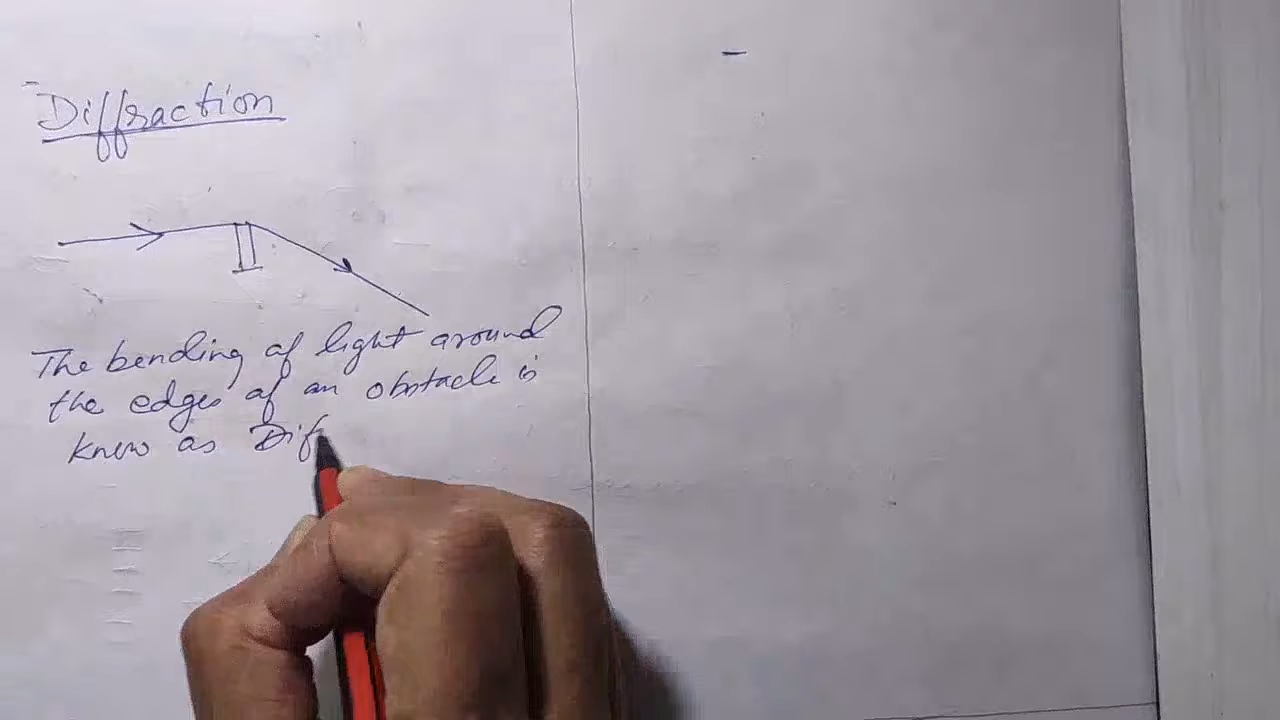 Diffraction
The bending of light around
the edges of an obstacle is
know as Dif